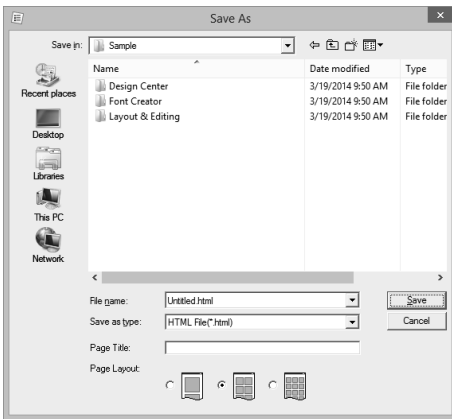 Save As
Save in:
Sample
Name
Date modified
Type
Design Center
3/19/2014 9:50 AM
File folder
Font Creator
3/19/2014 9:50 AM
File folder
Layout & Editing
3/19/2014 9:50 AM
File folder
Recent places
Desktop
Libraries
This PC
Network
File name:
Untitled.html
Save
Save as type:
HTML File(*.html)
Cancel
Page Title:
Page Layout: